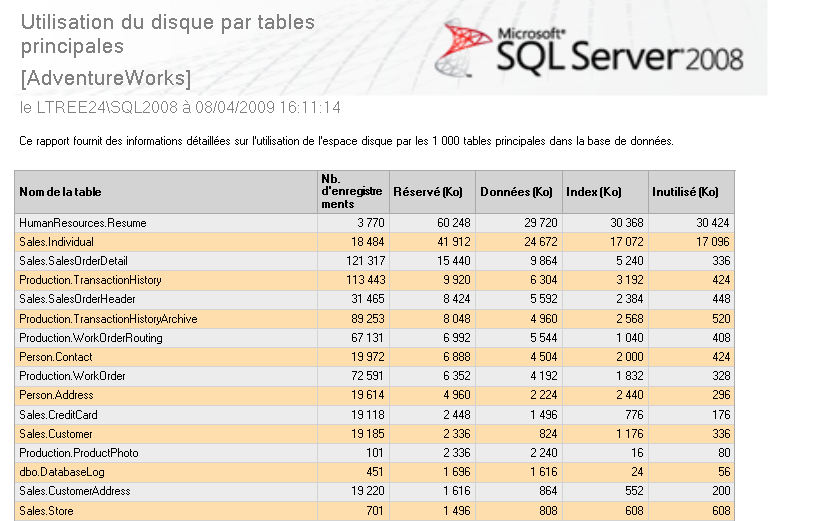 Utilisation du disque par tables
principales
[AdventureWorks]
Microsoft®
SQL Server® 2008
le LTREE24\SQL2008 à 08/04/2009 16:11:14
Ce rapport fournit des informations détaillées sur l'utilisation de l'espace disque par les 1 000 tables principales dans la base de données.
Nom de la table Nb. d'enregistre ments Réservé (Ko) Données (Ko) Index (Ko) Inutilisé (Ko)
HumanResources.Resume 3 770 60 248 29 720 30 368 30 424
Sales.Individual 18 484 41 912 24 672 17 072 17 096
Sales.SalesOrderDetail 121 317 15 440 9 864 5 240 336
Production.TransactionHistory 113 443 9 920 6 304 3 192 424
Sales.SalesOrderHeader 31 465 8 424 5 592 2 384 448
Production.TransactionHistoryArchive 89 253 8 048 4 960 2 568 520
Production.WorkOrderRouting 67 131 6 992 5 544 1 040 408
Person.Contact 19 972 6 888 4 504 2 000 424
Production.WorkOrder 72 591 6 352 4 192 1 832 328
Person.Address 19 614 4 960 2 224 2 440 296
Sales.CreditCard 19 118 2 448 1 496 776 176
Sales.Customer 19 185 2 336 824 1 176 336
Production.ProductPhoto 101 2 336 2 240 16 80
dbo.DatabaseLog 451 1 696 1 616 24 56
Sales.CustomerAddress 19 220 1 616 864 552 200
Sales.Store 701 1 496 808 608 608